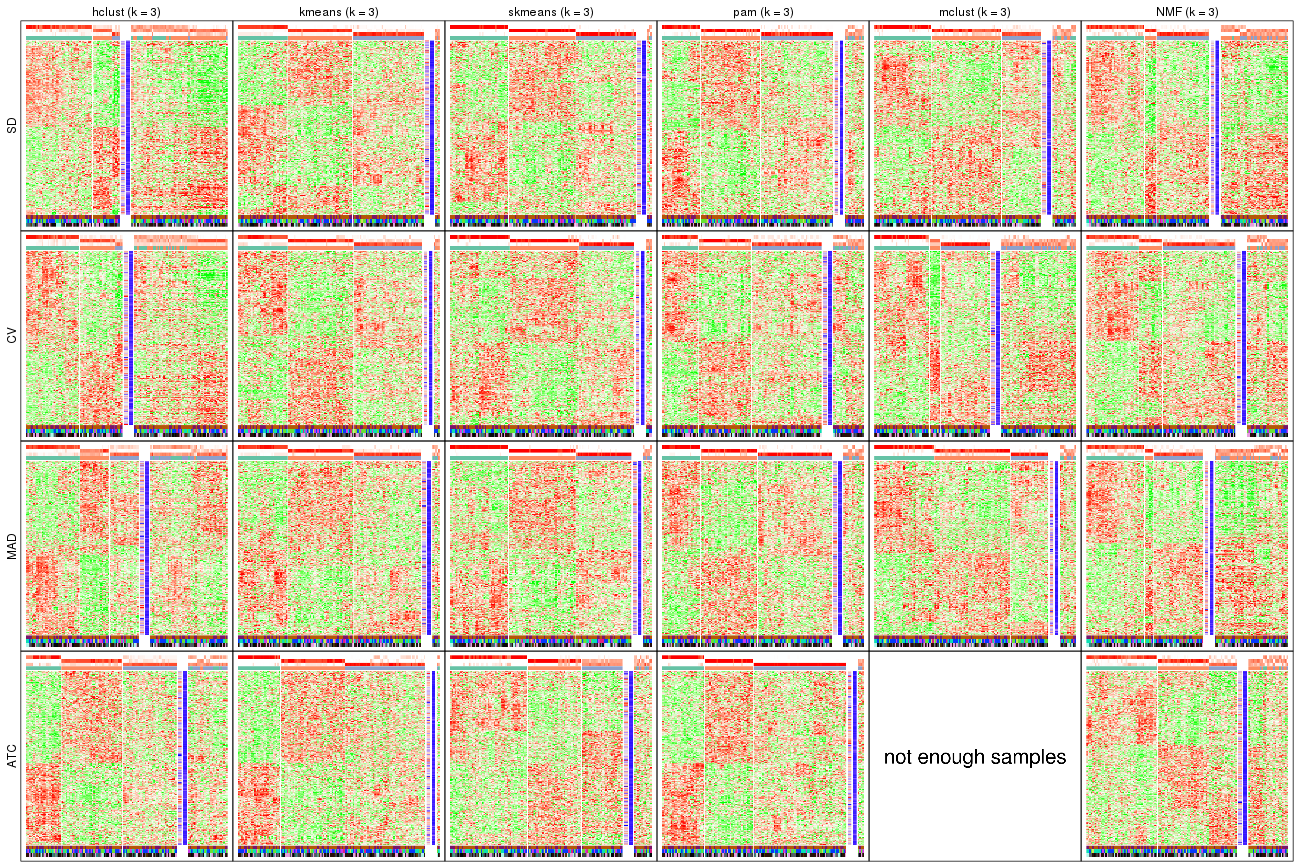 hclust (k = 3) kmeans (k = 3) skmeans (k = 3) pam (k = 3) mclust (k = 3) NMF (k = 3)
SD
CV
MAD
ATC
not enough samples